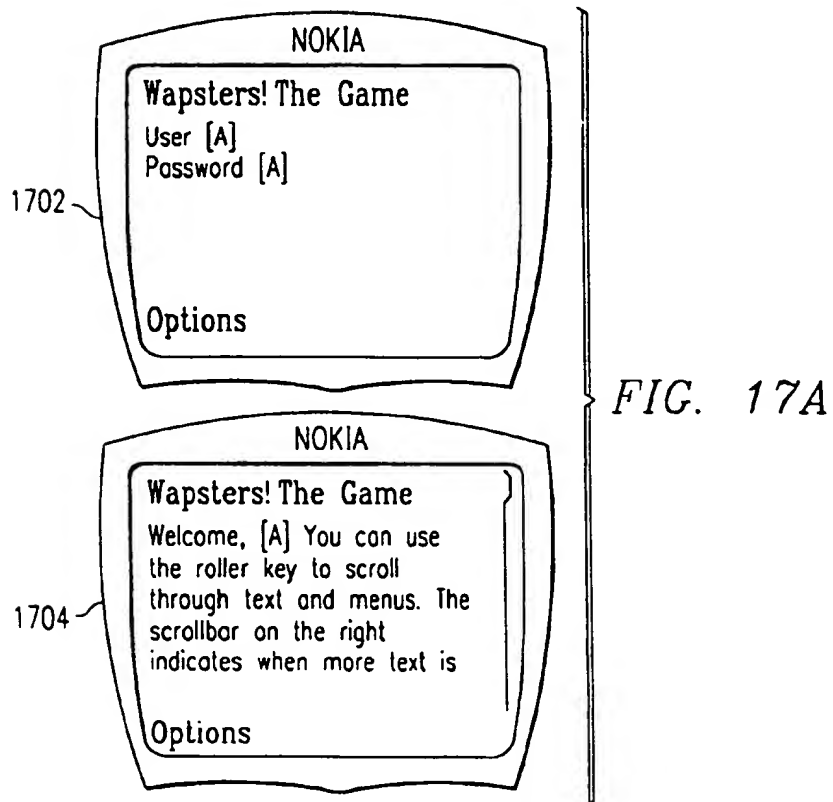 NOKIA
Wapsters! The Game
User [A]
Password [A]
1702
Options
FIG. 17A
NOKIA
Wapsters! The Game
Welcome, [A] You can use
the roller key to scroll
through text and menus. The
scrollbar on the right
indicates when more text is
1704
Options